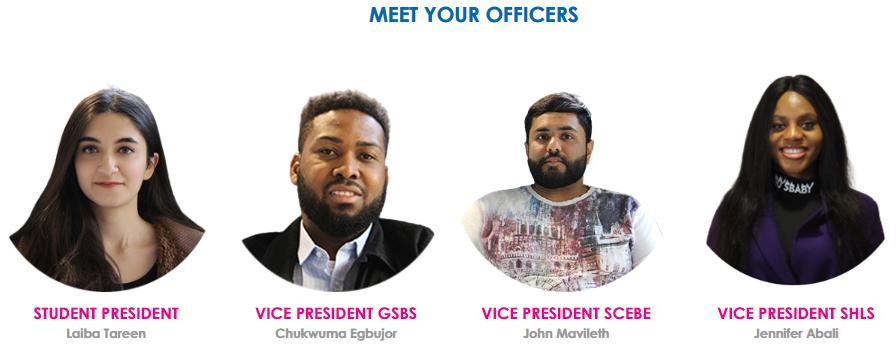 MEET YOUR OFFICERS
STUDENT PRESIDENT
Laiba Tareen
VICE PRESIDENT GSBS
Chukwuma Egbujor
VICE PRESIDENT SCEBE
John Mavileth
VICE PRESIDENT SHLS
Jennifer Abali